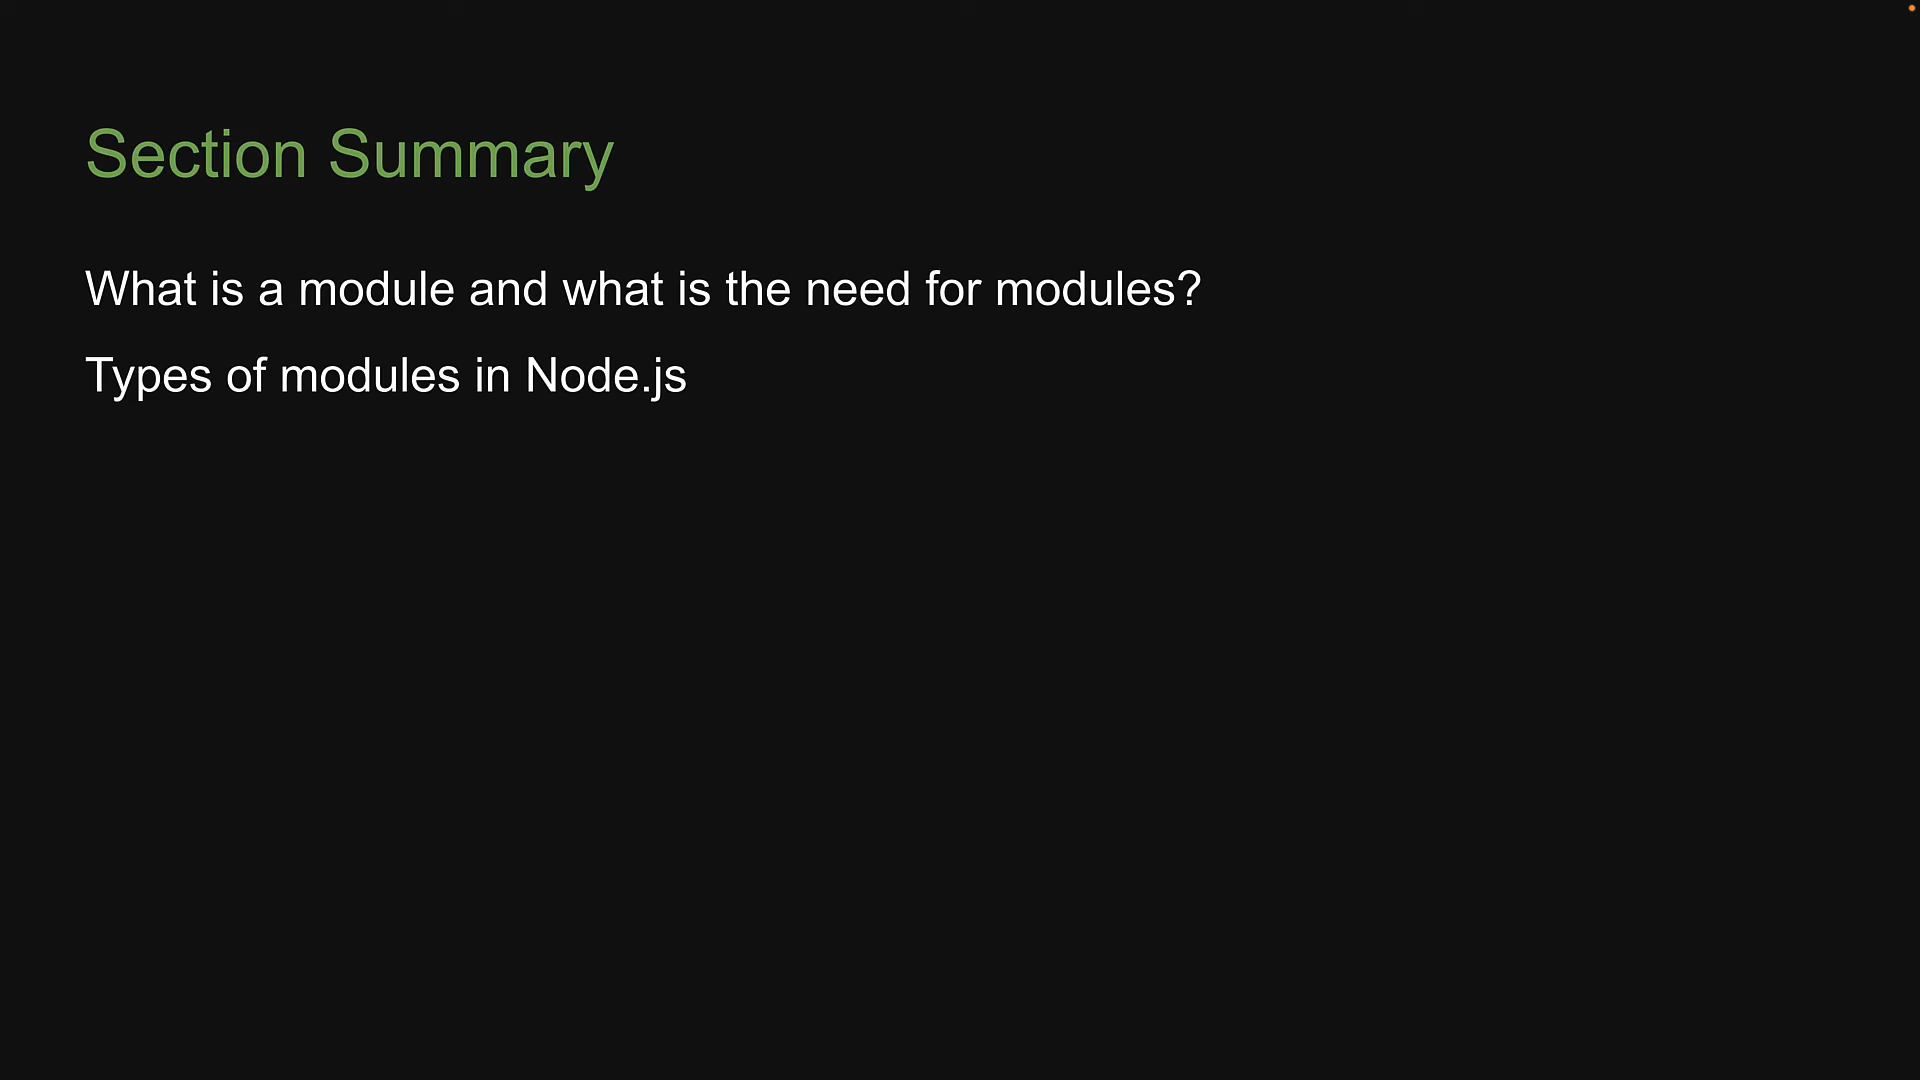 Section Summary
What is a module and what is the need for modules?
Types of modules in Node.js